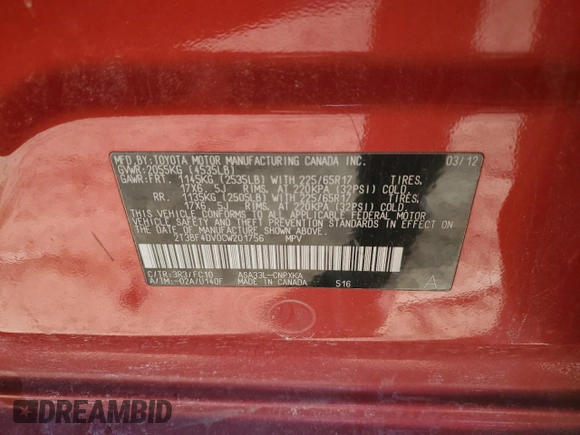 MFD.BY:TOYOTA MOTOR MANUFACTURING CANADA INC. 03/12
GVWR:2055KG (4535LB)
GAWR:FRT. 1145KG (2535LB) WITH 225/65R17 TIRES,
17X6.5J RIMS, AT 220KPA (32PSI) COLD.
RR. 1135KG (2505LB) WITH 225/65R17 TIRES,
17X6.5J RIMS, AT 220KPA (32PSI) COLD.
THIS VEHICLE CONFORMS TO ALL APPLICABLE FEDERAL MOTOR
VEHICLE SAFETY AND THEFT PREVENTION STANDARDS IN EFFECT ON
THE DATE OF MANUFACTURE SHOWN ABOVE.
2T3BF4DV0CW201756 MPV
C/TR:3R3/FC10 ASA33L-CNPXKA
A/TM:-02A/U140F MADE IN CANADA 516 A
DREAMBID